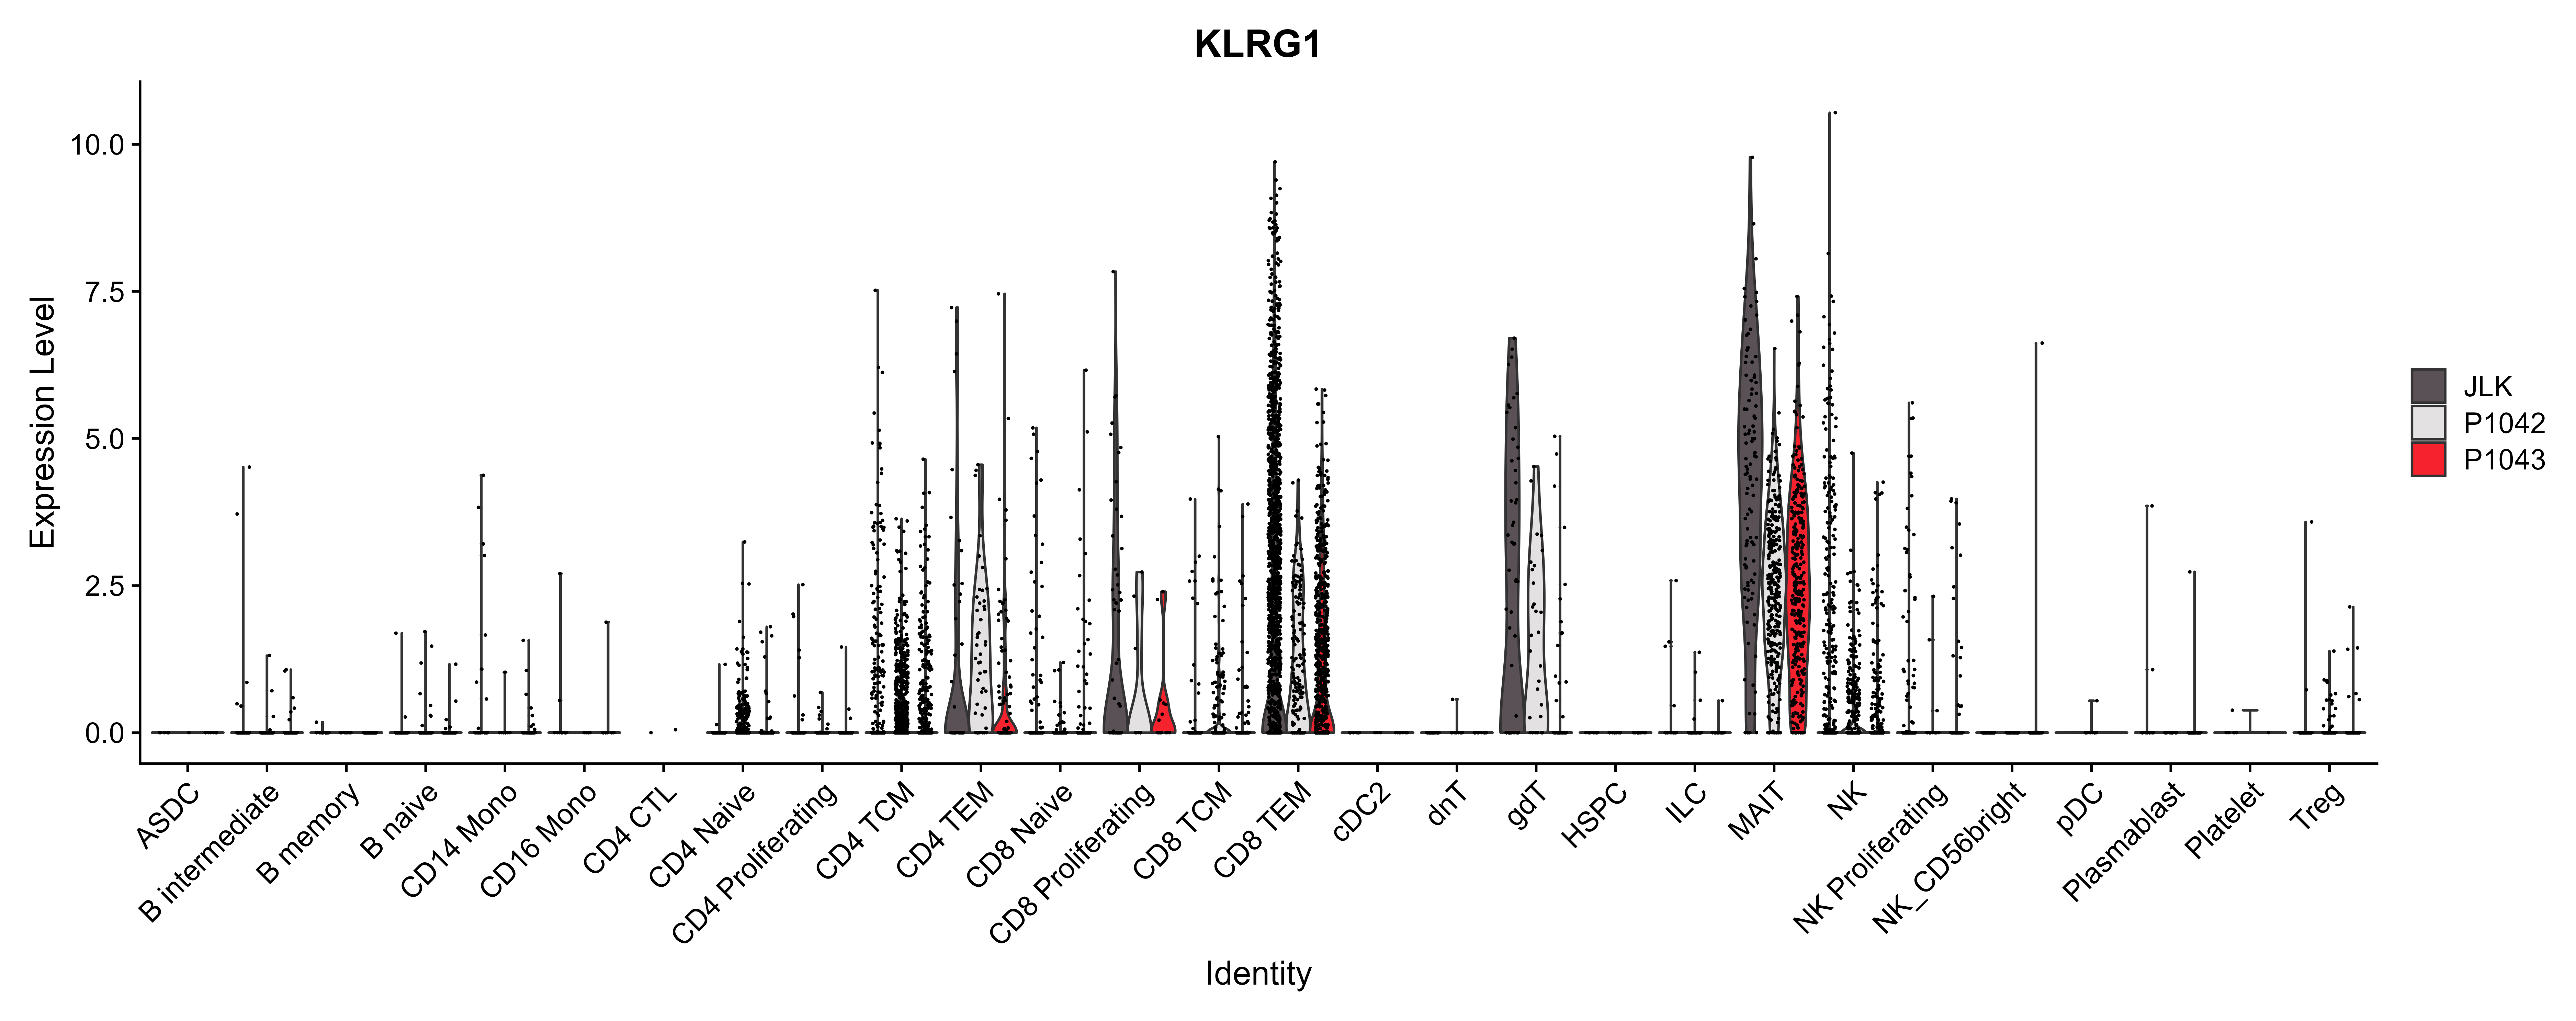 KLRG1
Expression Level
10.0
7.5
5.0
2.5
0.0
JLK
P1042
P1043
ASDC
B intermediate
B memory
B naive
CD14 Mono
CD16 Mono
CD4 CTL
CD4 Naive
CD4 Proliferating
CD4 TCM
CD4 TEM
CD8 Naive
CD8 Proliferating
CD8 TCM
CD8 TEM
cDC2
dnT
gdT
HSPC
ILC
MAIT
NK
NK Proliferating
NK_CD56bright
pDC
Plasmablast
Platelet
Treg
Identity